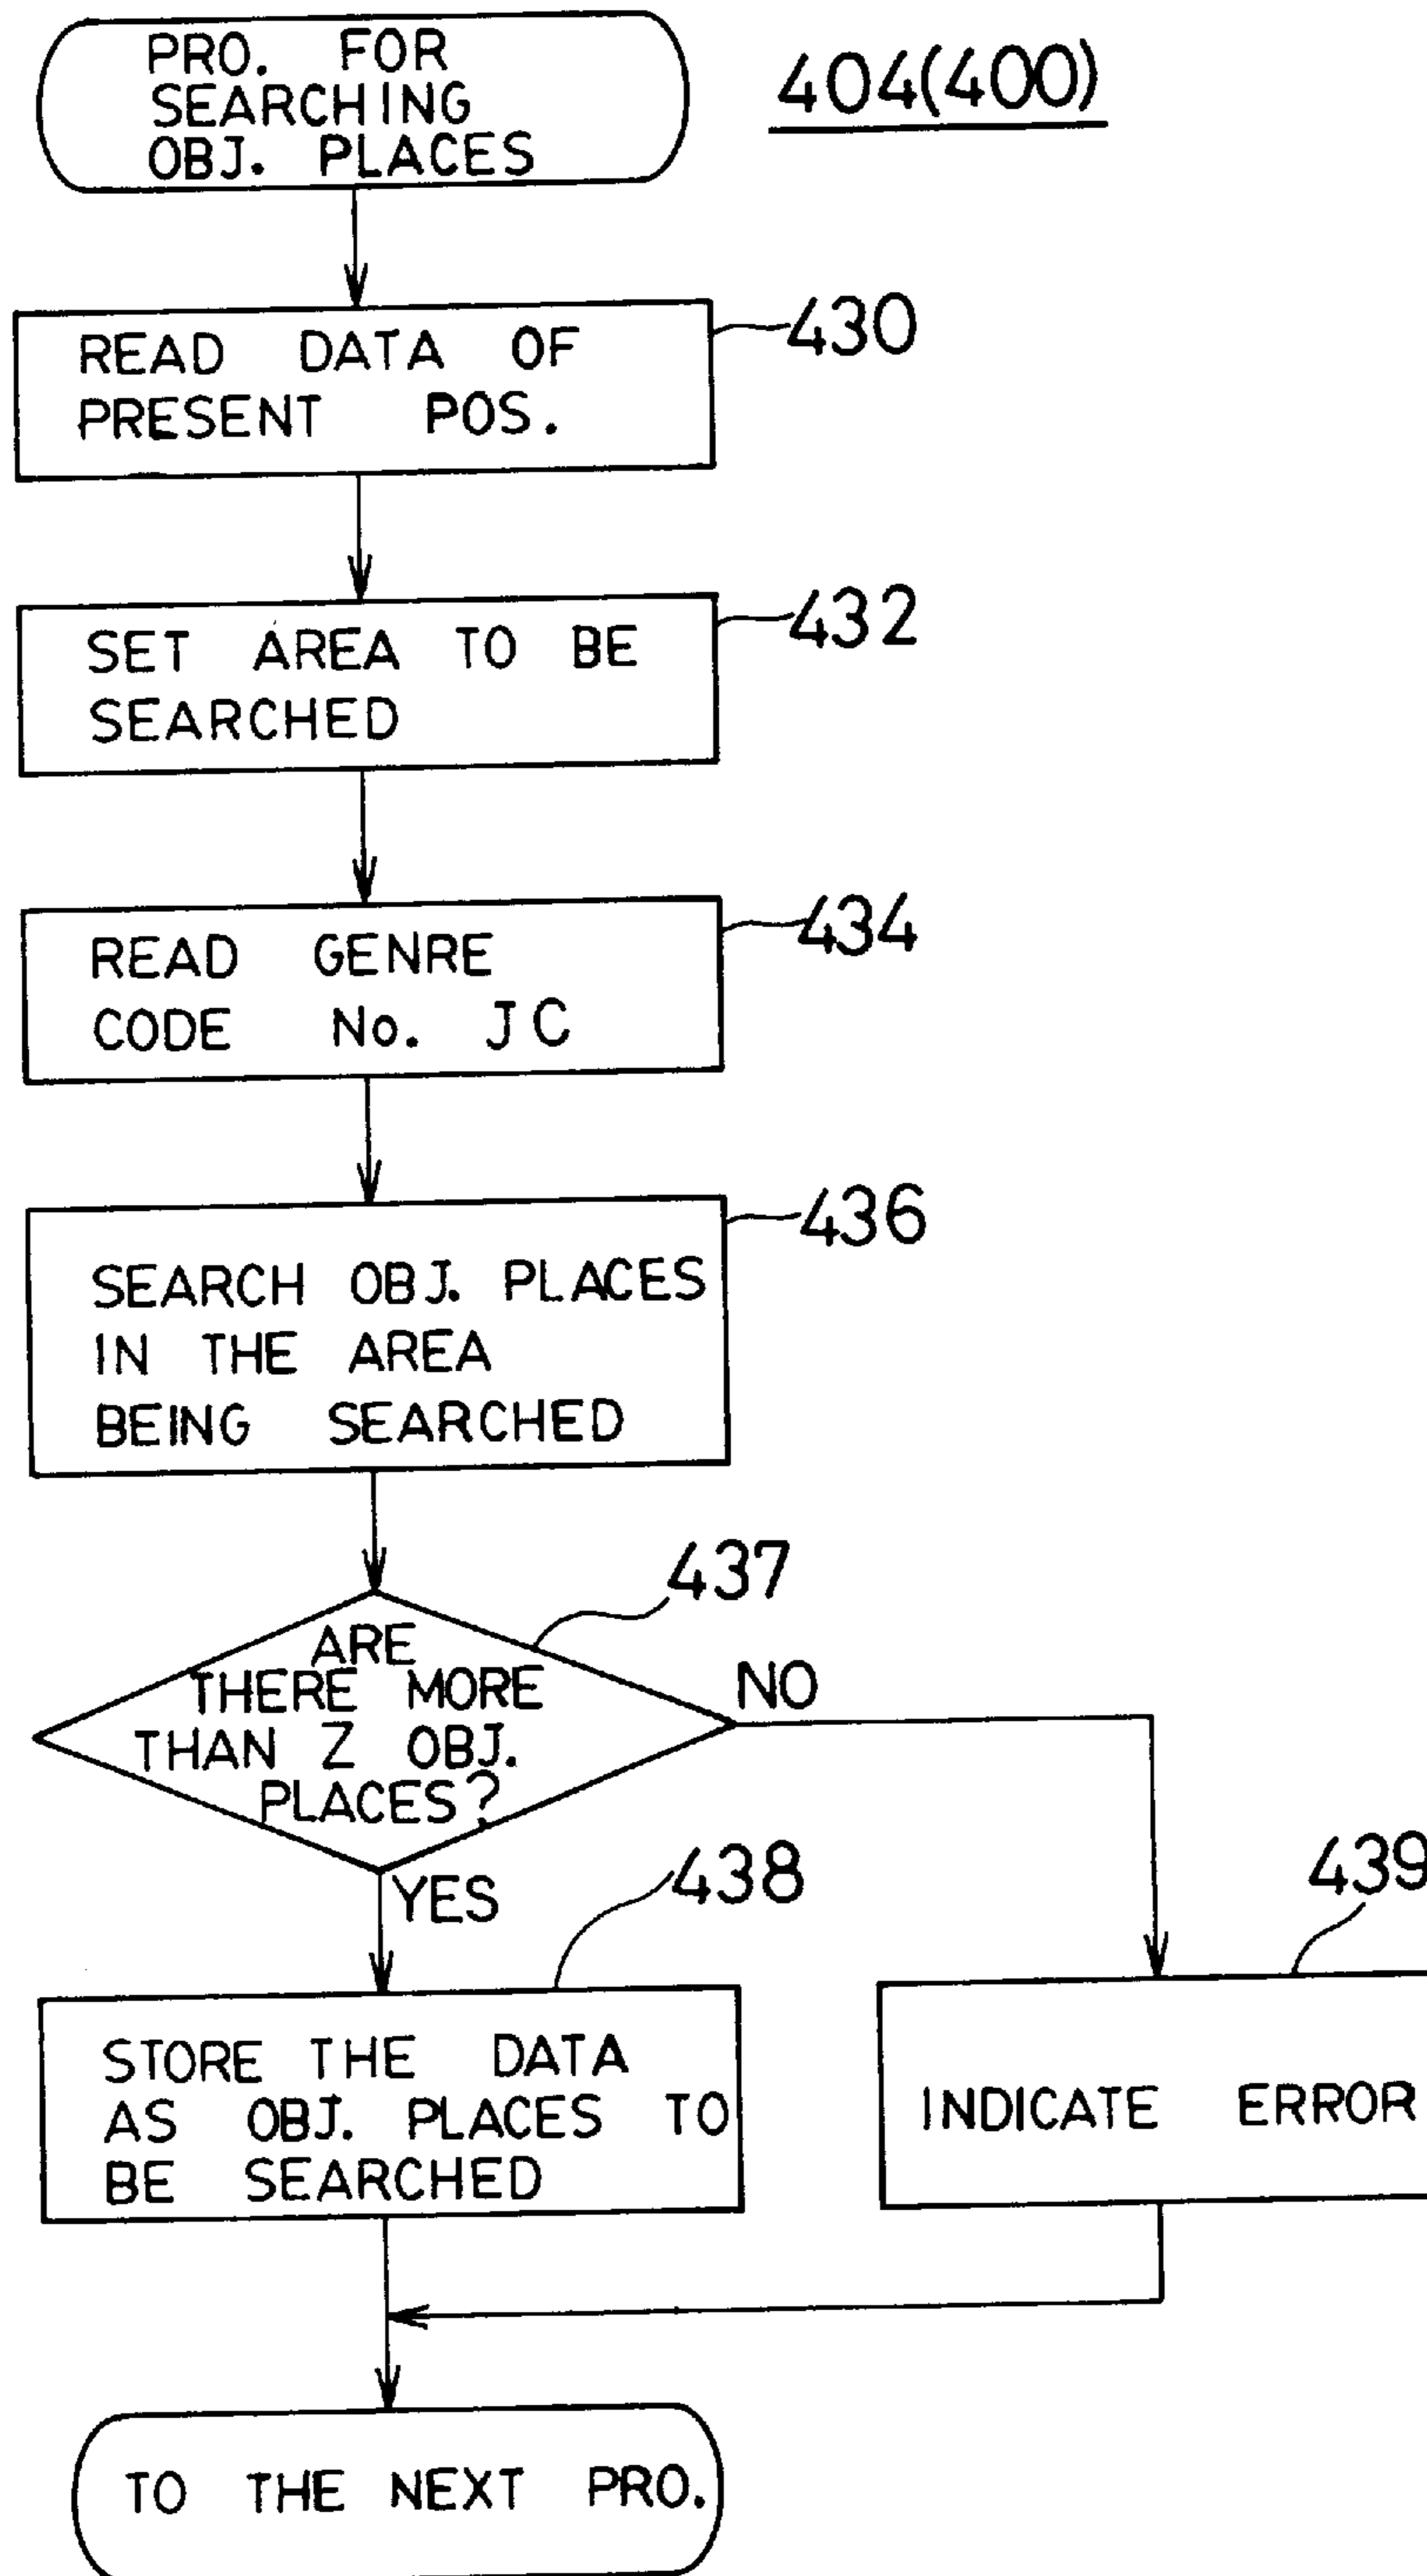 PRO. FOR
SEARCHING
OBJ. PLACES
404(400)
READ DATA OF
PRESENT POS.
430
SET AREA TO BE
SEARCHED
432
READ GENRE
CODE No. JC
434
SEARCH OBJ. PLACES
IN THE AREA
BEING SEARCHED
436
ARE
THERE MORE
THAN Z OBJ.
PLACES?
437
NO
YES
438
439
STORE THE DATA
AS OBJ. PLACES TO
BE SEARCHED
INDICATE ERROR
TO THE NEXT PRO.